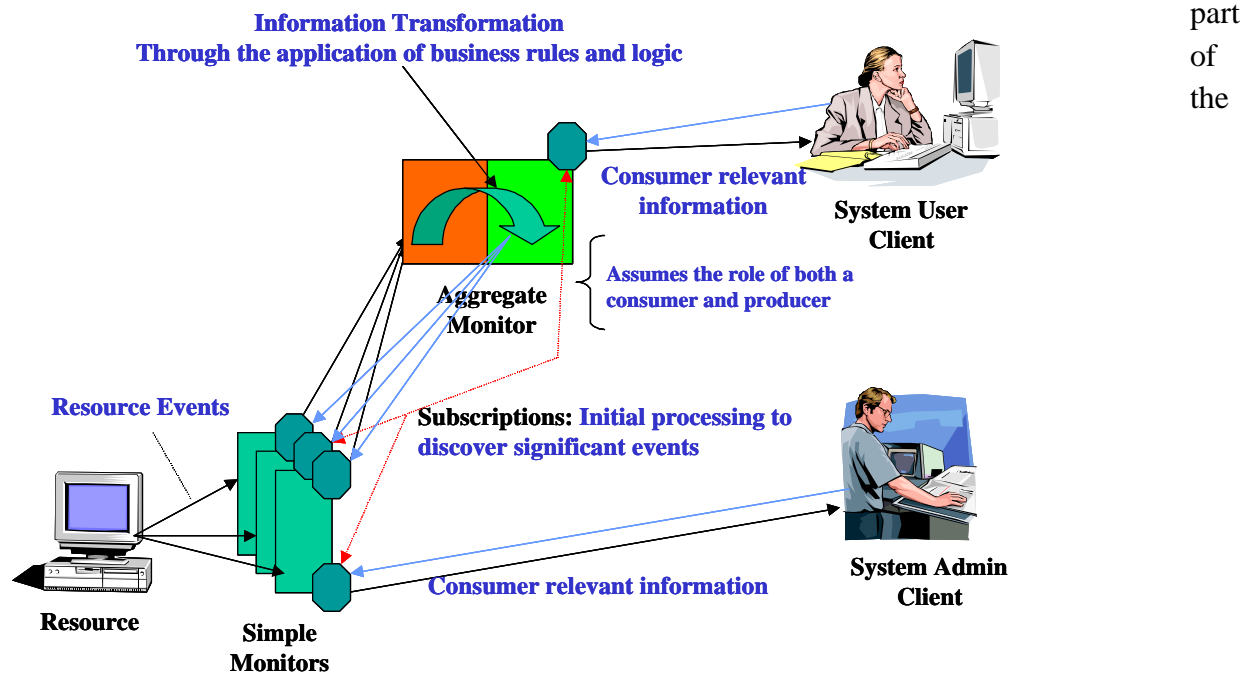 Information Transformation
Through the application of business rules and logic
part
of
the
Consumer relevant
information
System User
Client
Assumes the role of both a
consumer and producer
Aggregate
Monitor
Resource Events
Subscriptions: Initial processing to
discover significant events
Consumer relevant information
System Admin
Client
Resource
Simple
Monitors